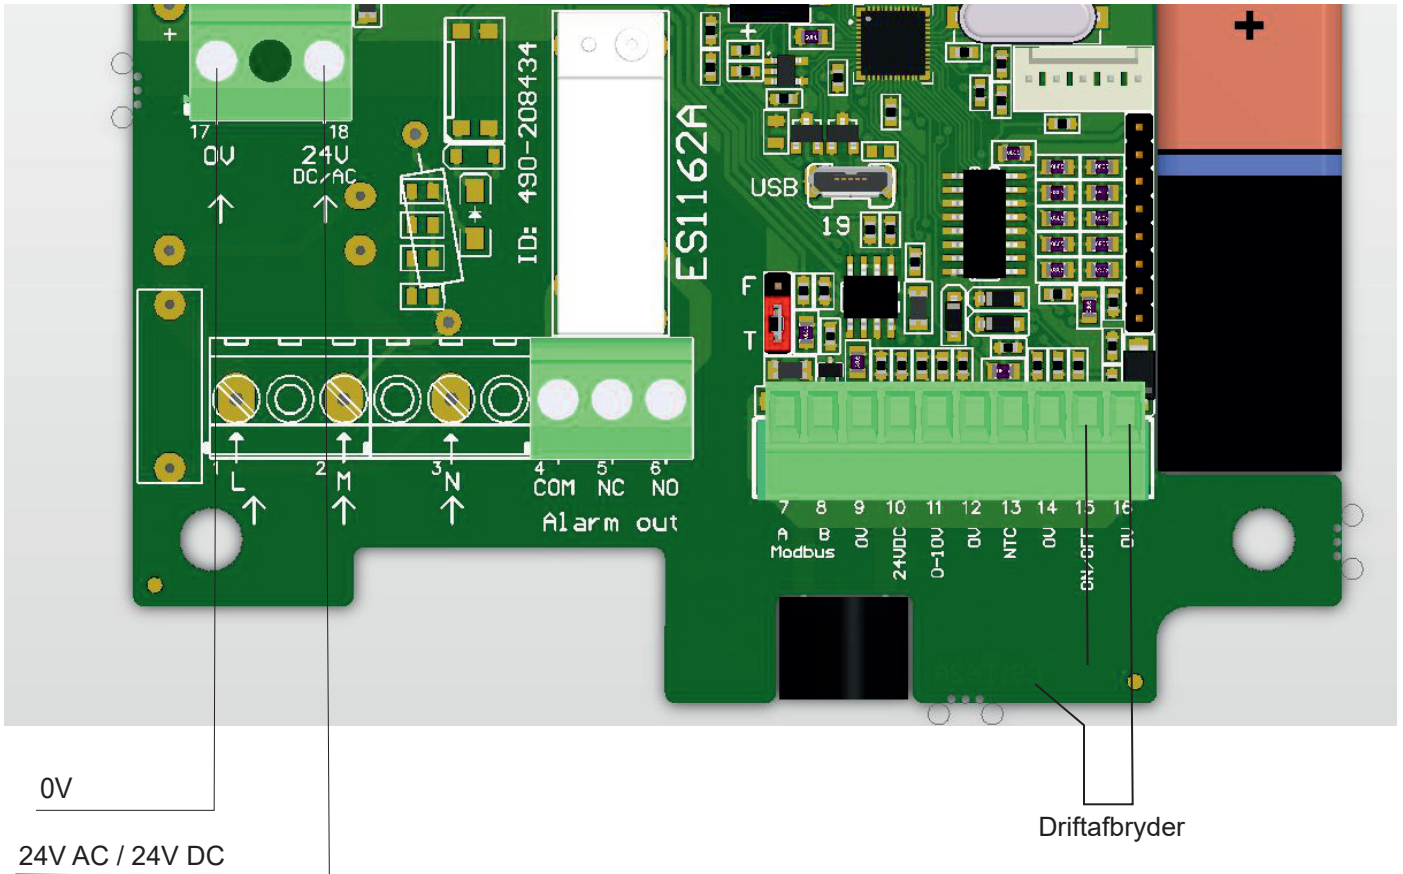 +
+
+
17 18
0V 24V
DC/AC
ID: 490-208434
ES1162A
USB
19
F
T
1 2 3 4 5 6
L M N COM NC NO
Alarm out
7 8 9 10 11 12 13 14 15 16
A B 0V 24VDC 0-10V 0V NTC 0V ON/OFF 0V
Modbus
0V
24V AC / 24V DC
Driftafbryder